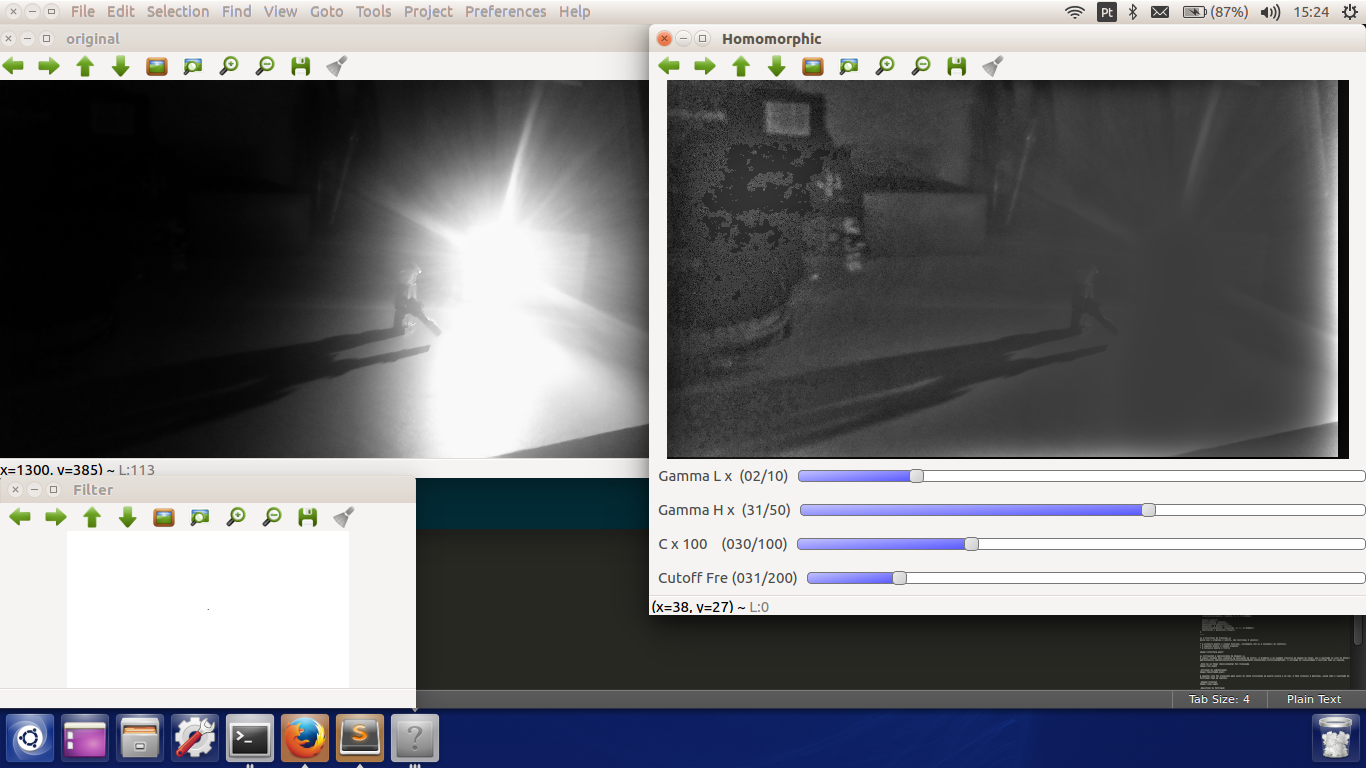 File Edit Selection Find View Goto Tools Project Preferences Help
Pt (87%) 15:24
original
Homomorphic
x=1300, y=385) ~ L:113
Filter
Gamma L x (02/10)
Gamma H x (31/50)
C x 100 (030/100)
Cutoff Fre (031/200)
(x=38, y=27) ~ L:0
Tab Size: 4 Plain Text